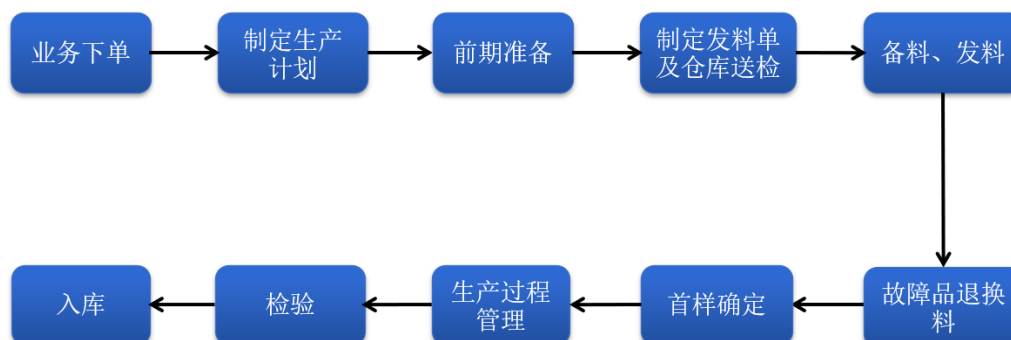 业务下单
制定生产
计划
前期准备
制定发料单
及仓库送检
备料、发料
故障品退换
料
首样确定
生产过程
管理
检验
入库